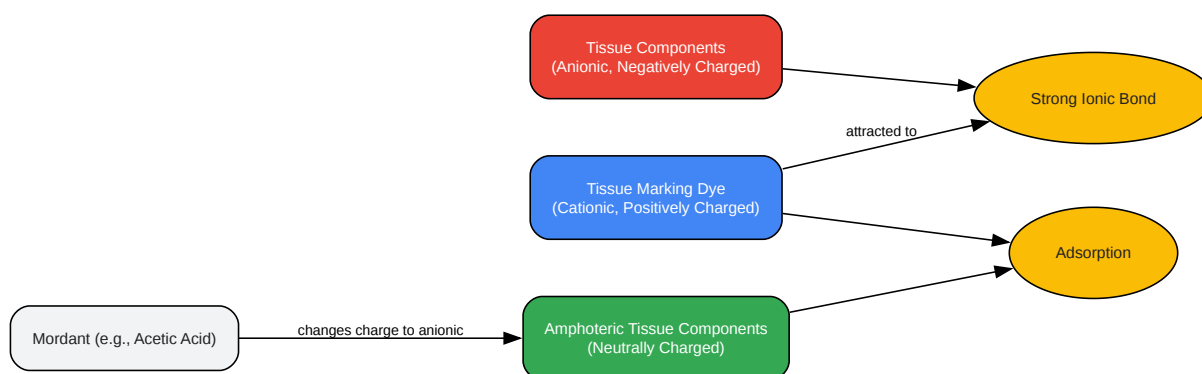 Tissue Components
(Anionic, Negatively Charged)
Strong Ionic Bond
attracted to
Tissue Marking Dye
(Cationic, Positively Charged)
Adsorption
Mordant (e.g., Acetic Acid)
changes charge to anionic
Amphoteric Tissue Components
(Neutrally Charged)